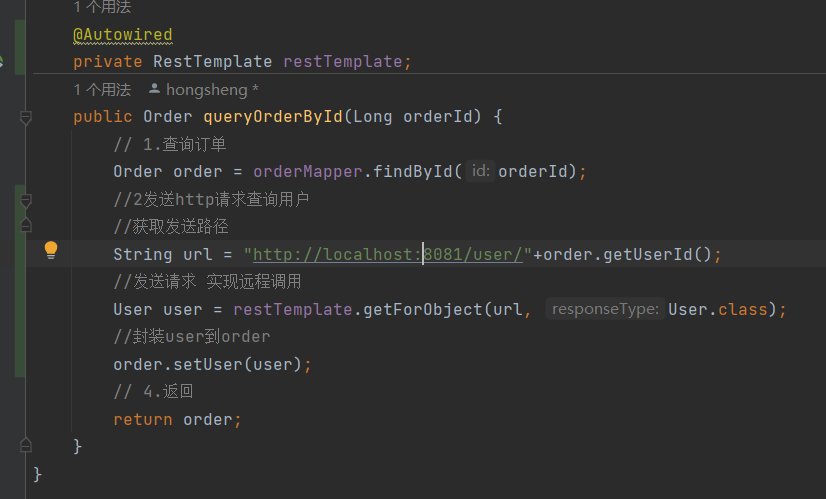 1 个用法
@Autowired
private RestTemplate restTemplate;
1 个用法 hongsheng *
public Order queryOrderById(Long orderId) {
// 1.查询订单
Order order = orderMapper.findById( id: orderId);
//2发送http请求查询用户
//获取发送路径
String url = "http://localhost:8081/user/"+order.getUserId();
//发送请求 实现远程调用
User user = restTemplate.getForObject(url, responseType: User.class);
//封装user到order
order.setUser(user);
// 4.返回
return order;
}
}